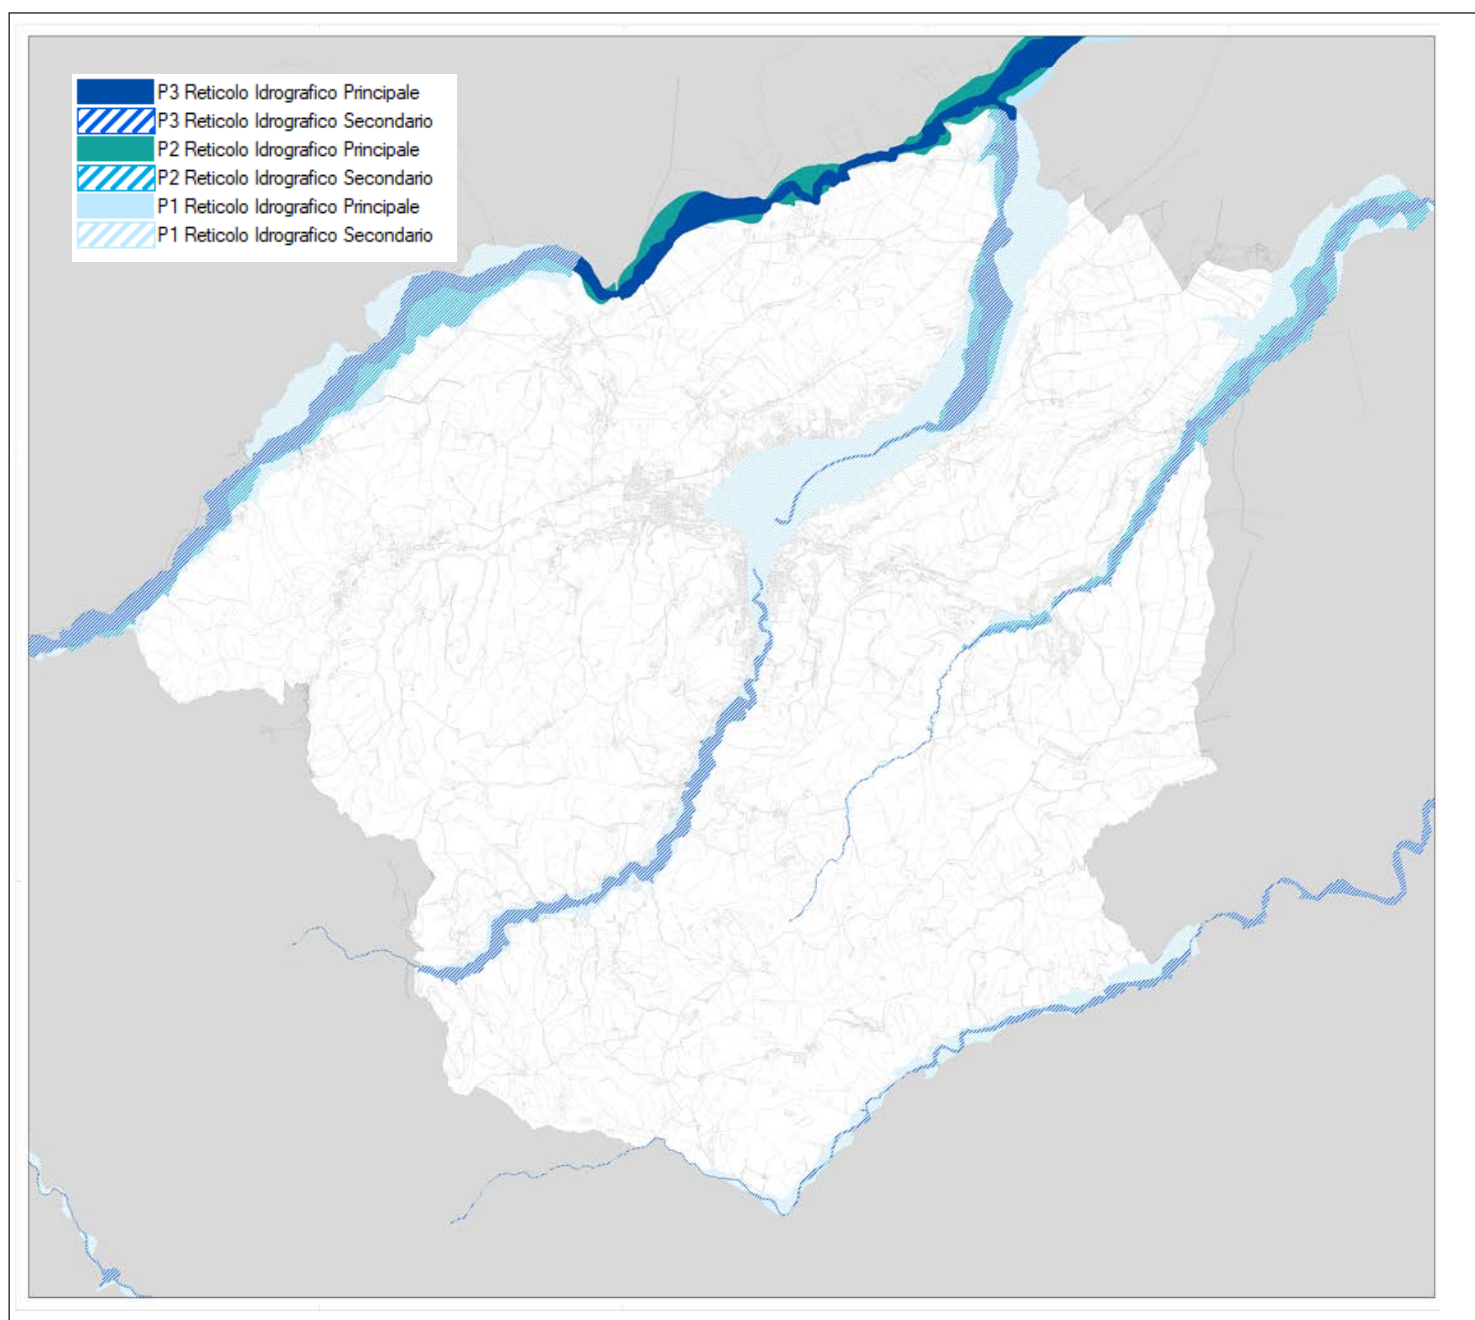 P3 Reticolo Idrografico Principale
P3 Reticolo Idrografico Secondario
P2 Reticolo Idrografico Principale
P2 Reticolo Idrografico Secondario
P1 Reticolo Idrografico Principale
P1 Reticolo Idrografico Secondario